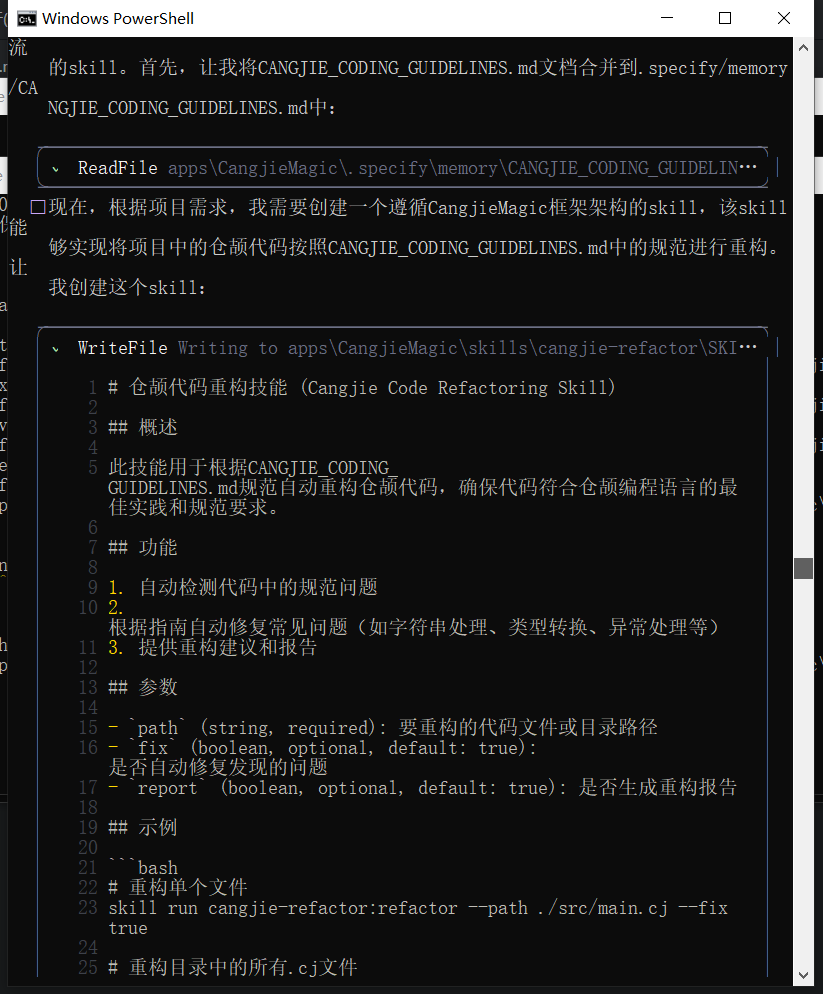 Windows PowerShell
流
的skill。首先，让我将CANGJIE_CODING_GUIDELINES.md文档合并到.specify/memory
/CA
NGJIE_CODING_GUIDELINES.md中：
ReadFile apps\CangjieMagic\.specify\memory\CANGJIE_CODING_GUIDELIN…
现在，根据项目需求，我需要创建一个遵循CangjieMagic框架架构的skill，该skill
能
够实现将项目中的仓颉代码按照CANGJIE_CODING_GUIDELINES.md中的规范进行重构。
让
我创建这个skill：
WriteFile Writing to apps\CangjieMagic\skills\cangjie-refactor\SKI…
1 # 仓颉代码重构技能 (Cangjie Code Refactoring Skill)
2
3 ## 概述
4
5 此技能用于根据CANGJIE_CODING_
GUIDELINES.md规范自动重构仓颉代码，确保代码符合仓颉编程语言的最
佳实践和规范要求。
6
7 ## 功能
8
9 1. 自动检测代码中的规范问题
10 2.
根据指南自动修复常见问题（如字符串处理、类型转换、异常处理等）
11 3. 提供重构建议和报告
12
13 ## 参数
14
15 - `path` (string, required): 要重构的代码文件或目录路径
16 - `fix` (boolean, optional, default: true):
是否自动修复发现的问题
17 - `report` (boolean, optional, default: true): 是否生成重构报告
18
19 ## 示例
20
21 ```bash
22 # 重构单个文件
23 skill run cangjie-refactor:refactor --path ./src/main.cj --fix
true
24
25 # 重构目录中的所有.cj文件